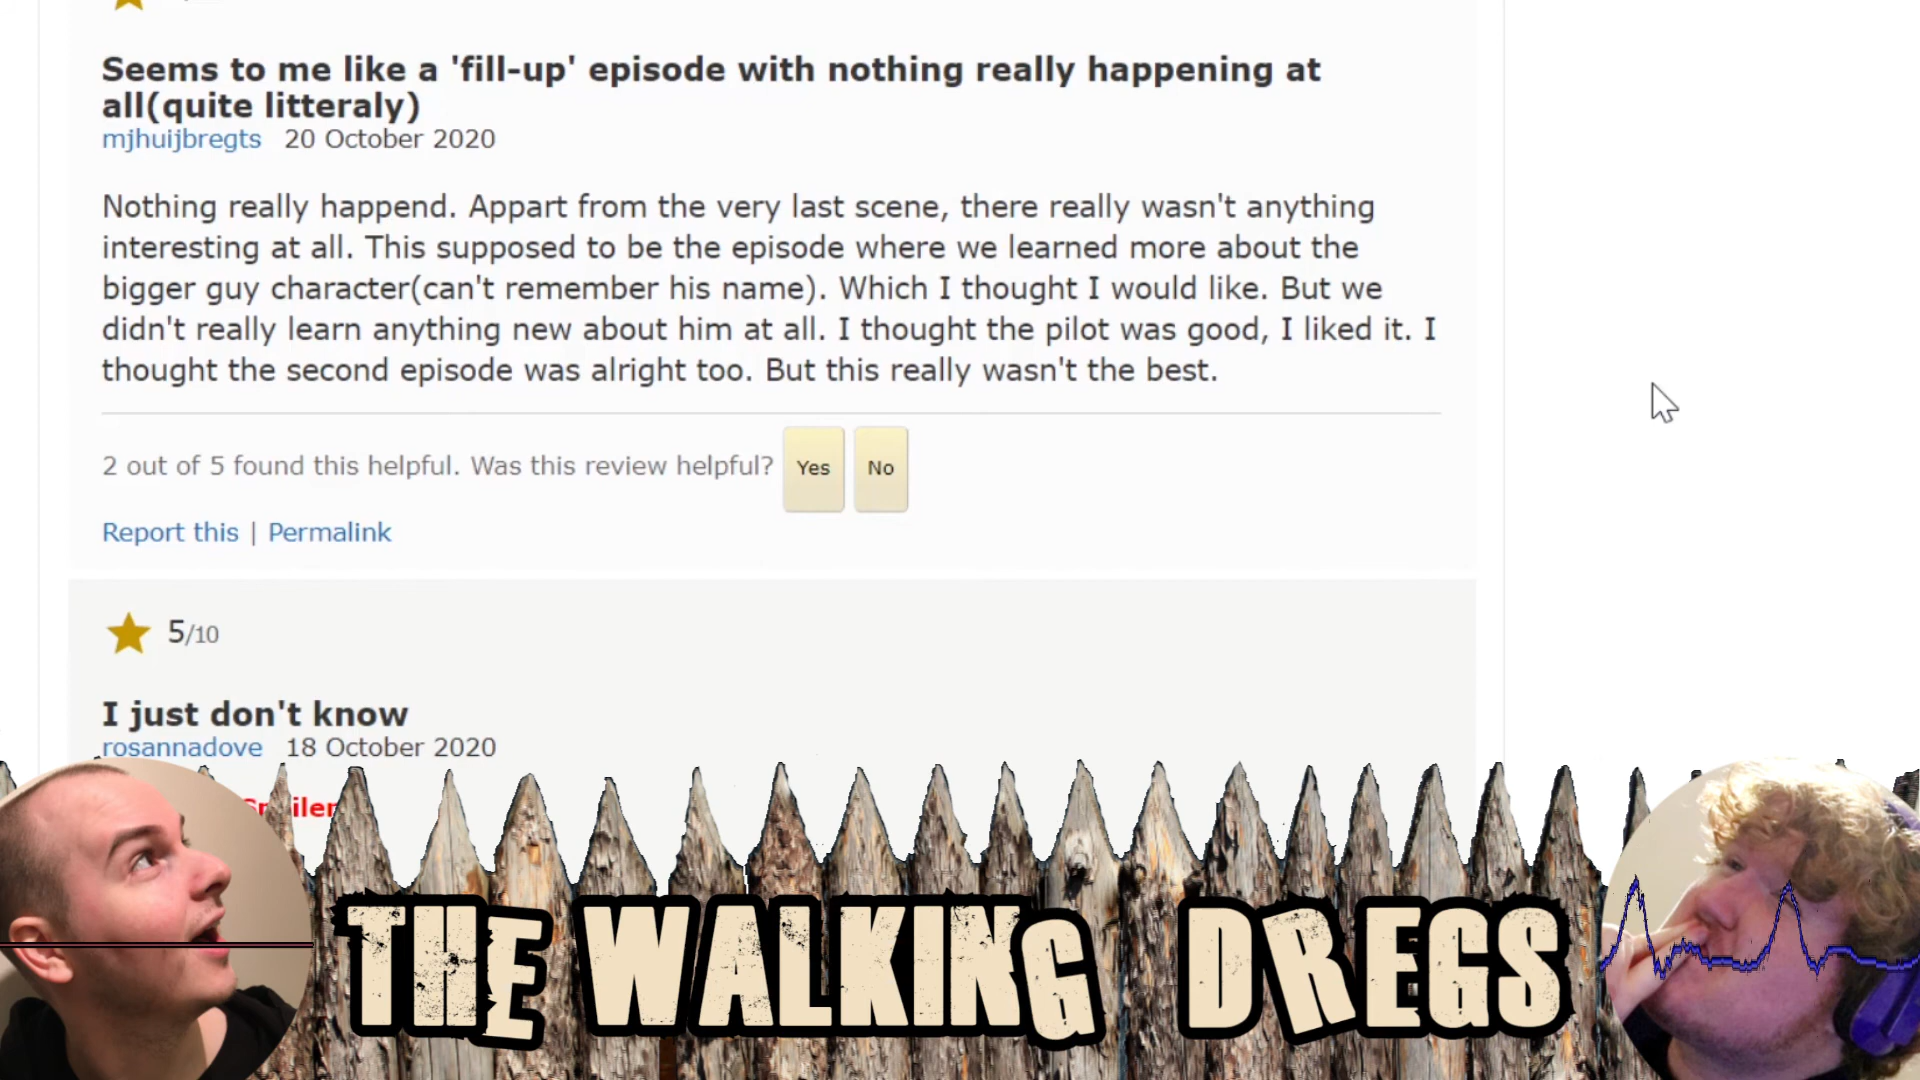 Seems to me like a 'fill-up' episode with nothing really happening at
all(quite litteraly)
mjhuijbregts 20 October 2020
Nothing really happend. Appart from the very last scene, there really wasn't anything
interesting at all. This supposed to be the episode where we learned more about the
bigger guy character(can't remember his name). Which I thought I would like. But we
didn't really learn anything new about him at all. I thought the pilot was good, I liked it. I
thought the second episode was alright too. But this really wasn't the best.
2 out of 5 found this helpful. Was this review helpful? Yes No
Report this | Permalink
5/10
I just don't know
rosannadove 18 October 2020
THE WALKING DREGS